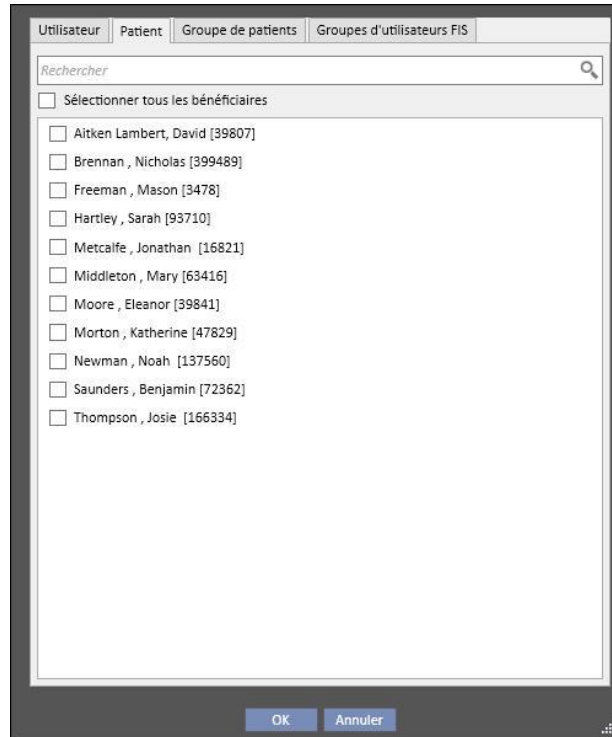 Utilisateur Patient Groupe de patients Groupes d'utilisateurs FIS
Rechercher
Sélectionner tous les bénéficiaires
Aitken Lambert, David [39807]
Brennan , Nicholas [399489]
Freeman , Mason [3478]
Hartley , Sarah [93710]
Metcalfe , Jonathan [16821]
Middleton , Mary [63416]
Moore , Eleanor [39841]
Morton , Katherine [47829]
Newman , Noah [137560]
Saunders , Benjamin [72362]
Thompson , Josie [166334]
OK Annuler